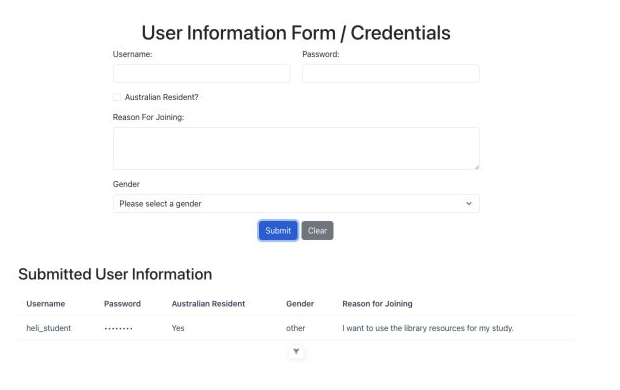 User Information Form / Credentials
Username: Password:
Australian Resident?
Reason For Joining:
Gender
Please select a gender
Submit Clear
Submitted User Information
Username Password Australian Resident Gender Reason for Joining
heli_student •••••••• Yes other I want to use the library resources for my study.